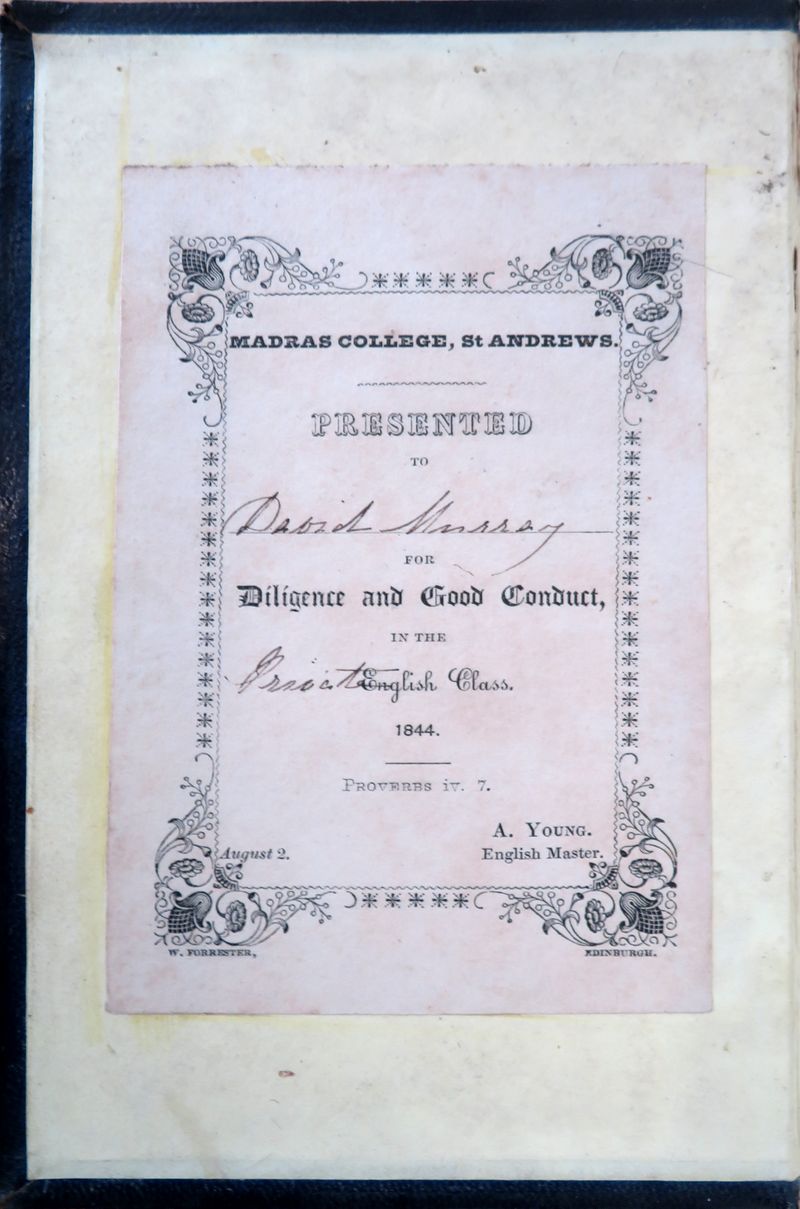 MADRAS COLLEGE, St ANDREWS.
PRESENTED
TO
David Murray
FOR
Diligence and Good Conduct,
IN THE
Private English Class.
1844.
PROVERBS iv. 7.
A. YOUNG.
August 2. English Master.
W. FORRESTER, EDINBURGH.